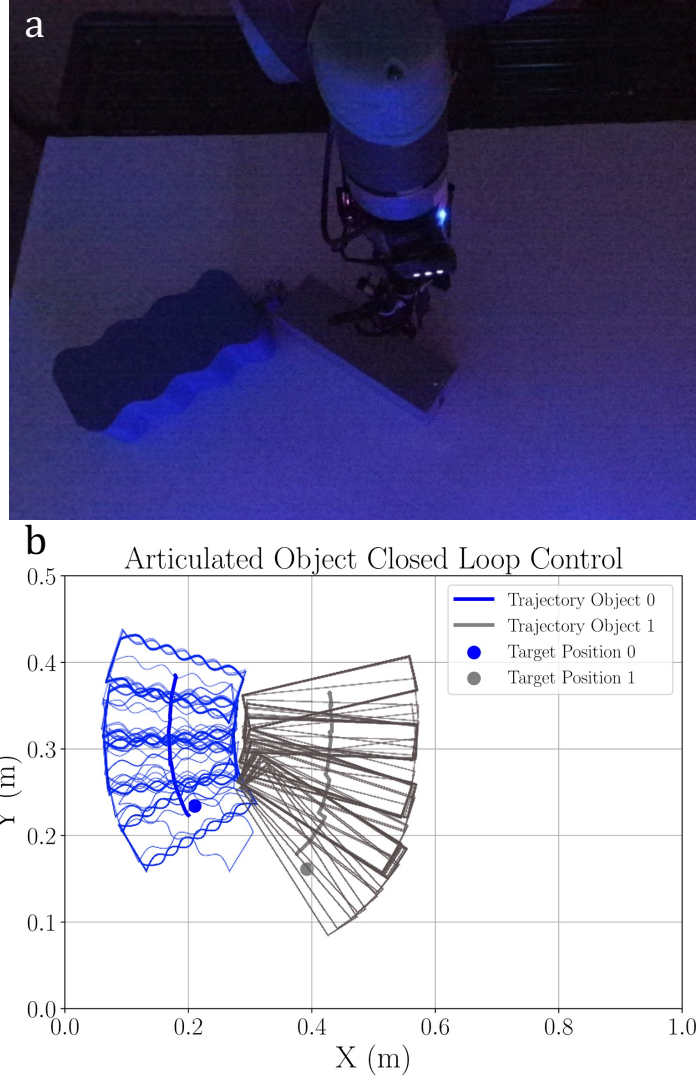 a
b
Articulated Object Closed Loop Control
0.5
0.4
0.3
0.2
0.1
0.0
Y (m)
Trajectory Object 0
Trajectory Object 1
Target Position 0
Target Position 1
0.0 0.2 0.4 0.6 0.8 1.0
X (m)